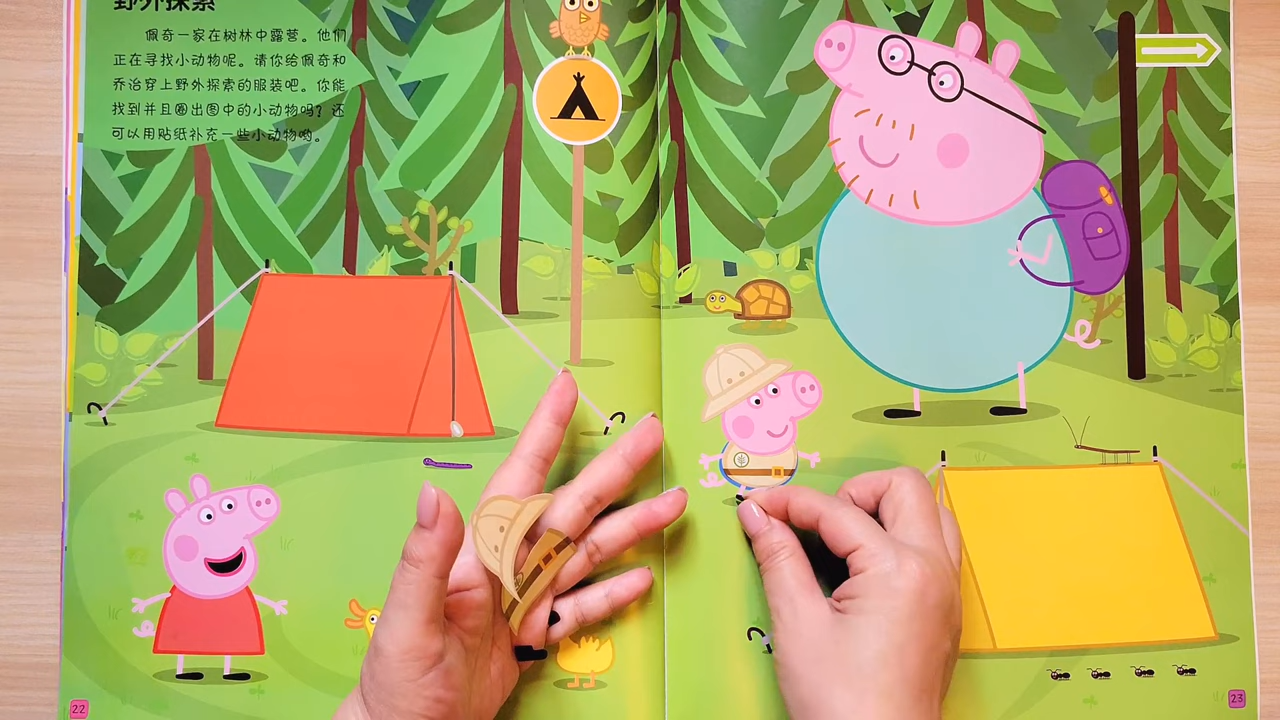 野外探索
佩奇一家在树林中露营。他们
正在寻找小动物呢。请你给佩奇和
乔治穿上野外探索的服装吧。你能
找到并且圈出图中的小动物吗？还
可以用贴纸补充一些小动物哟。
22
23